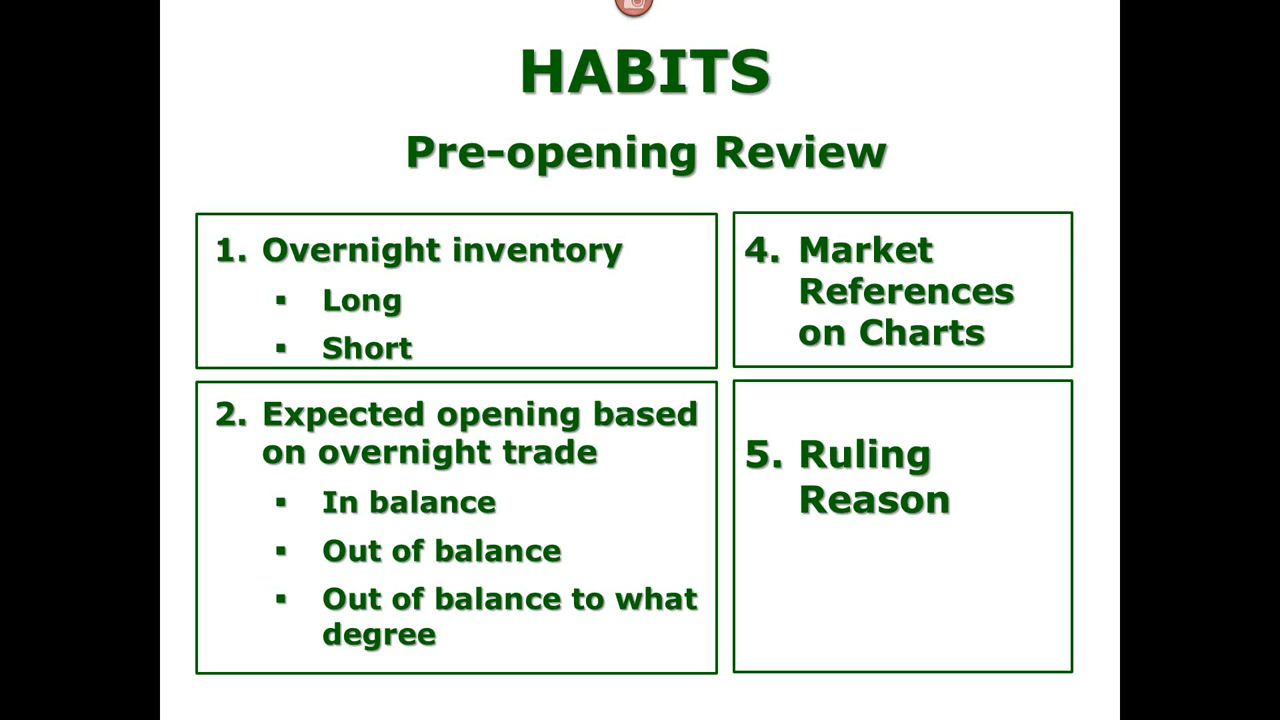 HABITS
Pre-opening Review
1. Overnight inventory
▪ Long
▪ Short
2. Expected opening based
on overnight trade
▪ In balance
▪ Out of balance
▪ Out of balance to what
degree
4. Market
References
on Charts
5. Ruling
Reason